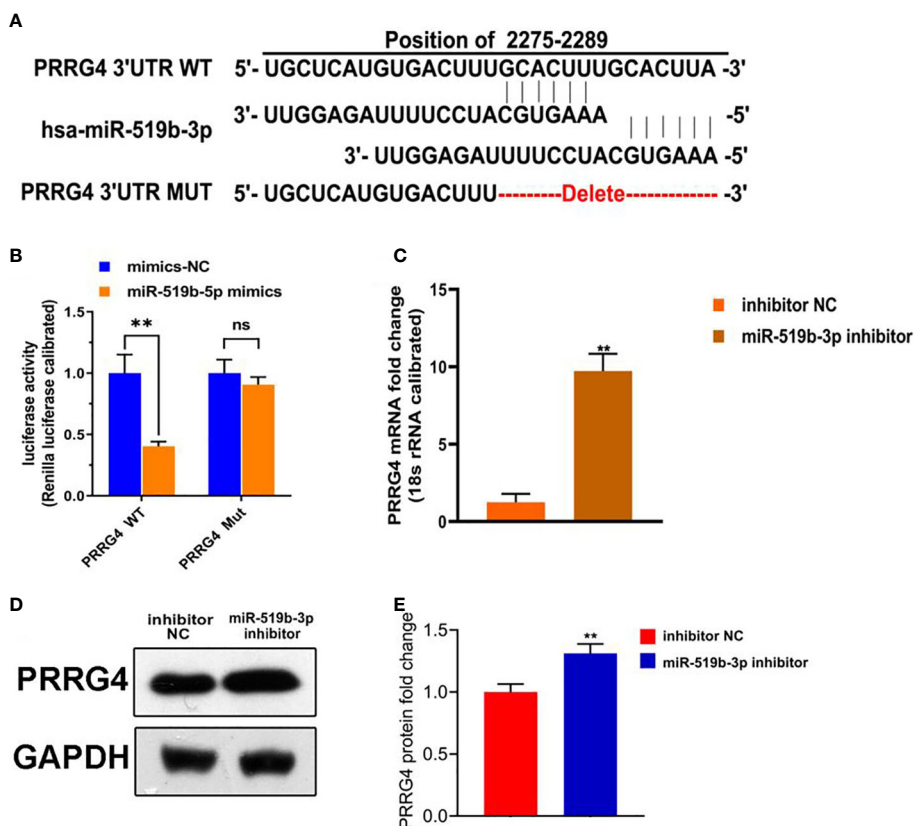 A
Position of 2275-2289
PRRG4 3'UTR WT 5'- UGCUCAUGUGACUUUGCACUUUGCACUUA -3'
hsa-miR-519b-3p
3'- UUGGAGAUUUUCCUACGUGAAA -5'
3'- UUGGAGAUUUUCCUACGUGAAA -5'
PRRG4 3'UTR MUT 5'- UGCUCAUGUGACUUU---------Delete------------- -3'
B
mimics-NC
miR-519b-5p mimics
luciferase activity
(Renilla luciferase calibrated)
1.5
1.0
0.5
0.0
**
ns
PRRG4 WT
PRRG4 Mut
C
PRRG4 mRNA fold change
(18s rRNA calibrated)
15
10
5
0
**
inhibitor NC
miR-519b-3p inhibitor
D
inhibitor
NC
miR-519b-3p
inhibitor
PRRG4
GAPDH
E
PRRG4 protein fold change
1.5
1.0
0.5
0.0
**
inhibitor NC
miR-519b-3p inhibitor